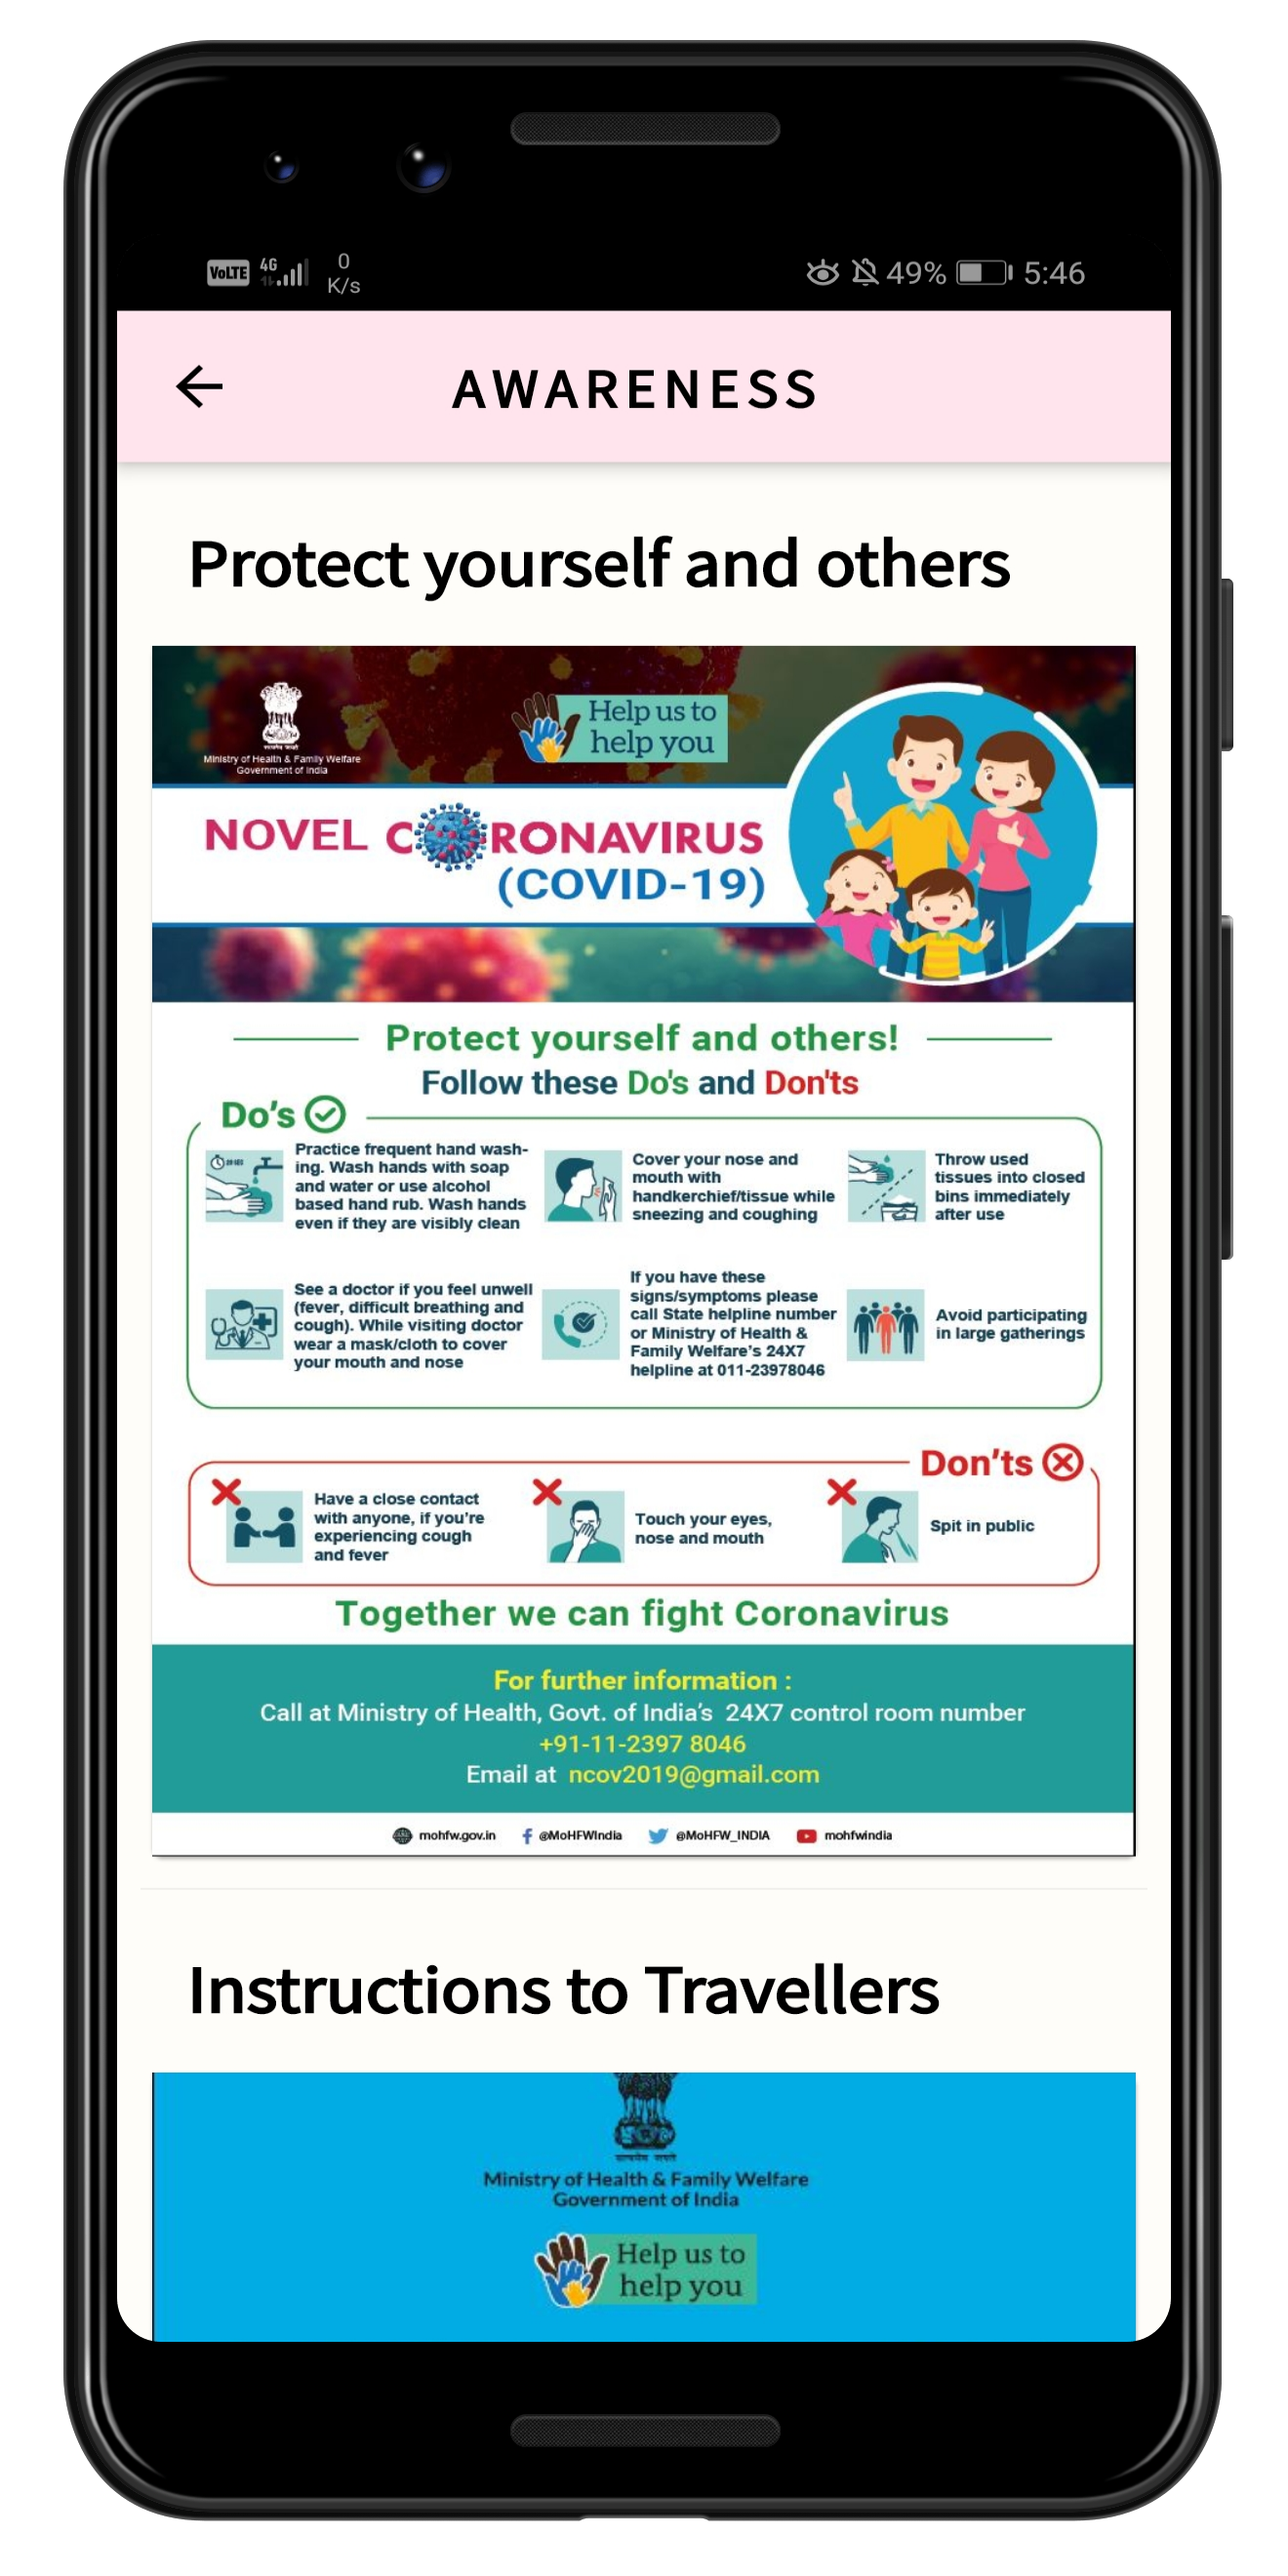 VoLTE 4G 0 K/s 49% 5:46
AWARENESS
Protect yourself and others
Ministry of Health & Family Welfare
Government of India
Help us to
help you
NOVEL CORONAVIRUS
(COVID-19)
Protect yourself and others!
Follow these Do's and Don'ts
Do's
Practice frequent hand wash-
ing. Wash hands with soap
and water or use alcohol
based hand rub. Wash hands
even if they are visibly clean
Cover your nose and
mouth with
handkerchief/tissue while
sneezing and coughing
Throw used
tissues into closed
bins immediately
after use
See a doctor if you feel unwell
(fever, difficult breathing and
cough). While visiting doctor
wear a mask/cloth to cover
your mouth and nose
If you have these
signs/symptoms please
call State helpline number
or Ministry of Health &
Family Welfare's 24X7
helpline at 011-23978046
Avoid participating
in large gatherings
Don'ts
Have a close contact
with anyone, if you're
experiencing cough
and fever
Touch your eyes,
nose and mouth
Spit in public
Together we can fight Coronavirus
For further information :
Call at Ministry of Health, Govt. of India's 24X7 control room number
+91-11-2397 8046
Email at ncov2019@gmail.com
mohfw.gov.in @MoHFWIndia @MoHFW_INDIA mohfwindia
Instructions to Travellers
Ministry of Health & Family Welfare
Government of India
Help us to
help you